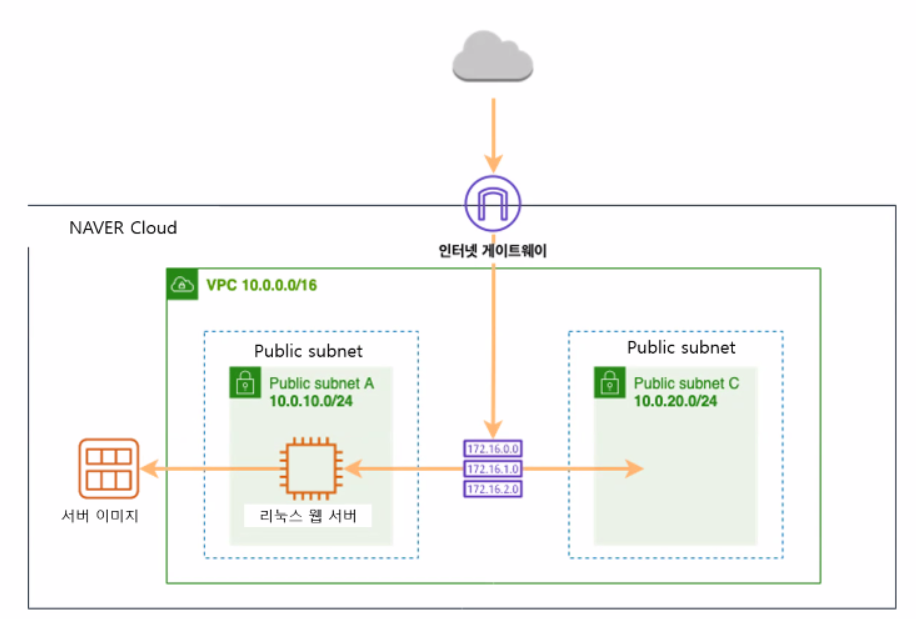 NAVER Cloud
인터넷 게이트웨이
VPC 10.0.0.0/16
Public subnet
Public subnet A
10.0.10.0/24
리눅스 웹 서버
서버 이미지
172.16.0.0
172.16.1.0
172.16.2.0
Public subnet
Public subnet C
10.0.20.0/24